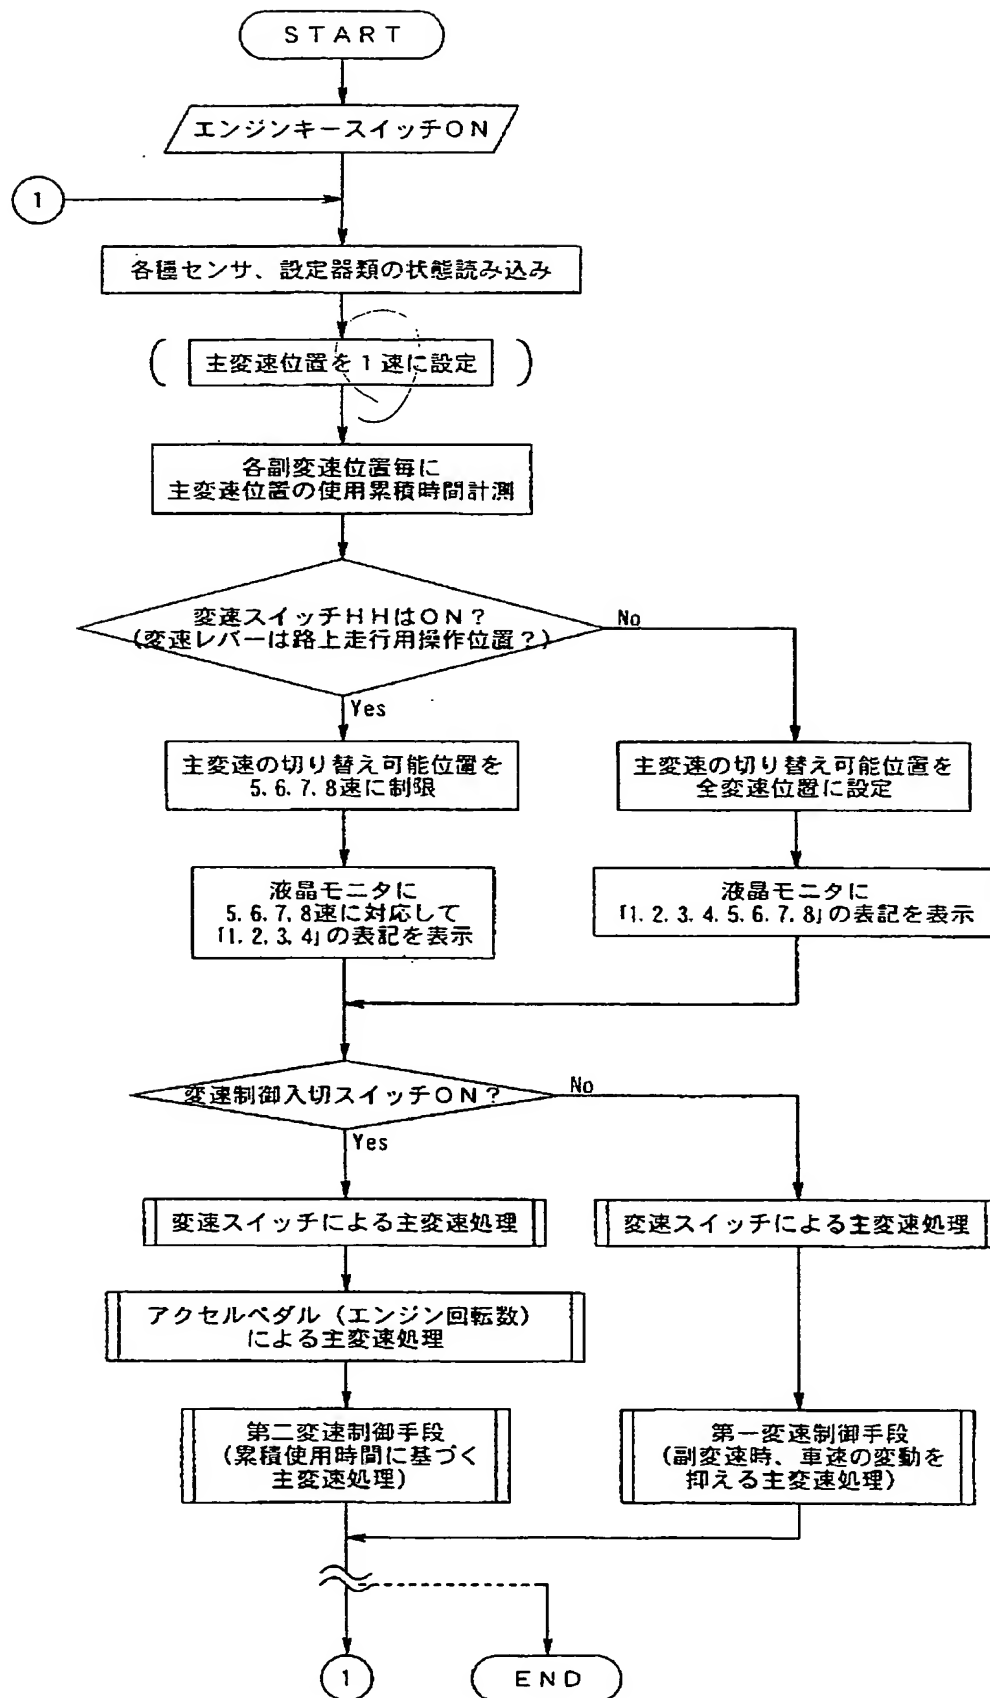 START
エンジンキースイッチON
1
各種センサ、設定器類の状態読み込み
( 主変速位置を1速に設定 )
各副変速位置毎に
主変速位置の使用累積時間計測
変速スイッチHHはON?
(変速レバーは路上走行用操作位置?)
No
Yes
主変速の切り替え可能位置を
5.6.7.8速に制限
主変速の切り替え可能位置を
全変速位置に設定
液晶モニタに
5.6.7.8速に対応して
「1.2.3.4」の表記を表示
液晶モニタに
「1.2.3.4.5.6.7.8」の表記を表示
変速制御入切スイッチON?
No
Yes
変速スイッチによる主変速処理
変速スイッチによる主変速処理
アクセルペダル(エンジン回転数)
による主変速処理
第二変速制御手段
(累積使用時間に基づく
主変速処理)
第一変速制御手段
(副変速時、車速の変動を
抑える主変速処理)
1
END